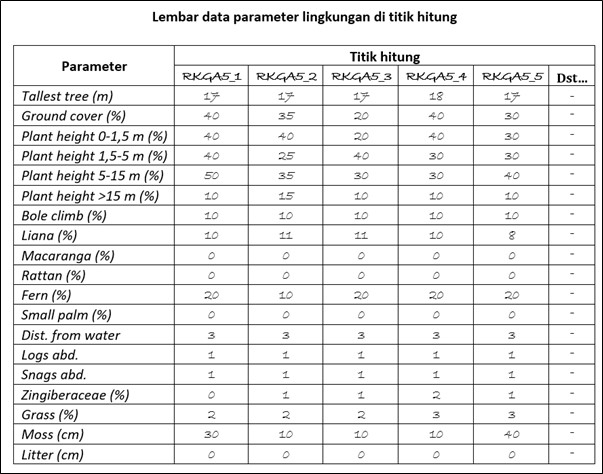 Lembar data parameter lingkungan di titik hitung
Parameter Titik hitung
RKGA5_1 RKGA5_2 RKGA5_3 RKGA5_4 RKGA5_5 Dst...
Tallest tree (m) 17 17 17 18 17 -
Ground cover (%) 40 35 20 40 30 -
Plant height 0-1,5 m (%) 40 40 20 40 30 -
Plant height 1,5-5 m (%) 40 25 40 30 30 -
Plant height 5-15 m (%) 50 35 30 30 40 -
Plant height >15 m (%) 10 15 10 10 10 -
Bole climb (%) 10 10 10 10 10 -
Liana (%) 10 11 11 10 8 -
Macaranga (%) 0 0 0 0 0 -
Rattan (%) 0 0 0 0 0 -
Fern (%) 20 10 20 20 20 -
Small palm (%) 0 0 0 0 0 -
Dist. from water 3 3 3 3 3 -
Logs abd. 1 1 1 1 1 -
Snags abd. 1 1 1 1 1 -
Zingiberaceae (%) 0 1 1 2 1 -
Grass (%) 2 2 2 3 3 -
Moss (cm) 30 10 10 10 40 -
Litter (cm) 0 0 0 0 0 -